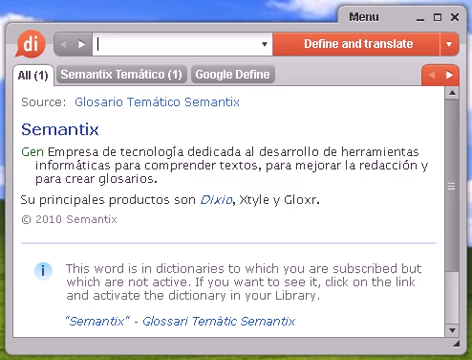 Menu
di
Define and translate
All (1)
Semantix Temático (1)
Google Define
Source: Glosario Temático Semantix
Semantix
Gen Empresa de tecnología dedicada al desarrollo de herramientas
informáticas para comprender textos, para mejorar la redacción y
para crear glosarios.
Su principales producto son Dixio, Xtyle y Gloxr.
© 2010 Semantix
i
This word is in dictionaries to which you are subscribed but
which are not active. If you want to see it, click on the link
and activate the dictionary in your Library.
"Semantix" - Glossari Temàtic Semantix